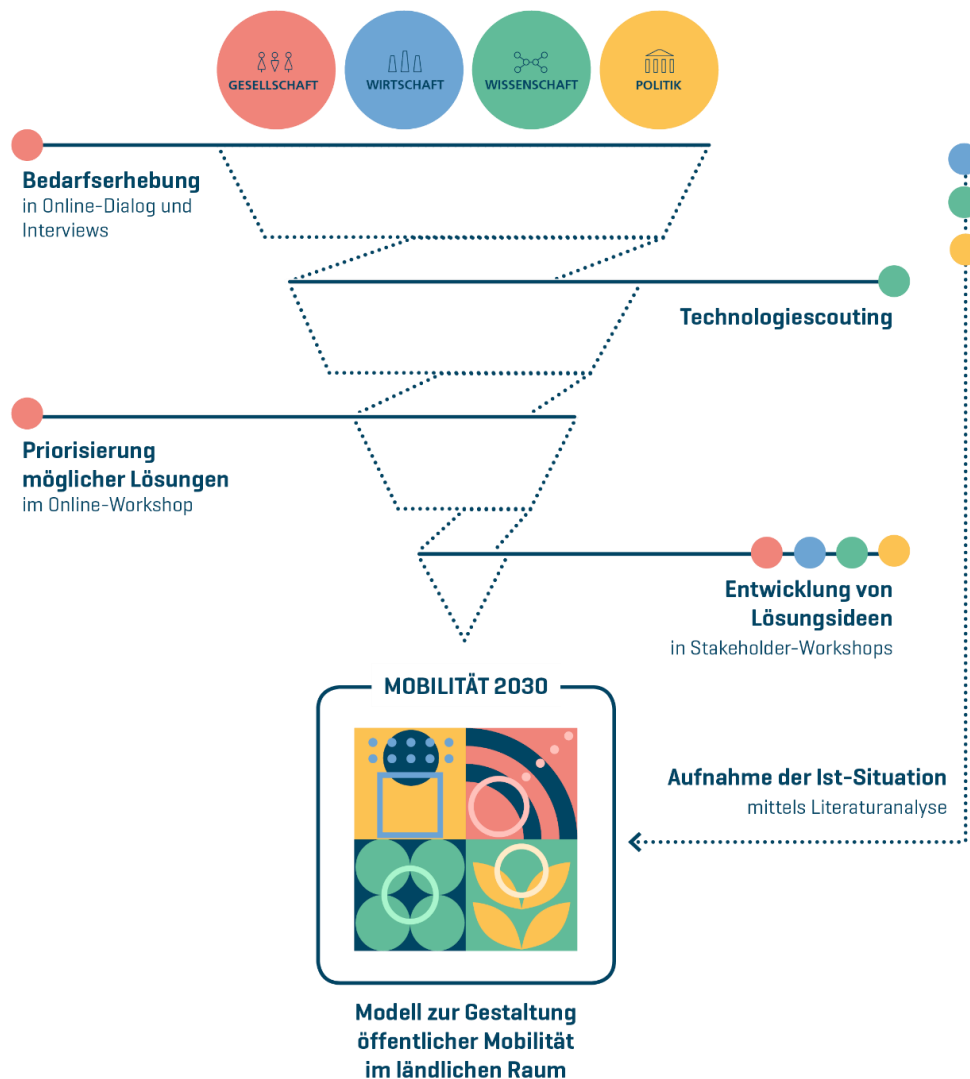 GESELLSCHAFT
WIRTSCHAFT
WISSENSCHAFT
POLITIK
Bedarfserhebung
in Online-Dialog und
Interviews
Technologiescouting
Priorisierung
möglicher Lösungen
im Online-Workshop
Entwicklung von
Lösungsideen
in Stakeholder-Workshops
MOBILITÄT 2030
Aufnahme der Ist-Situation
mittels Literaturanalyse
Modell zur Gestaltung
öffentlicher Mobilität
im ländlichen Raum